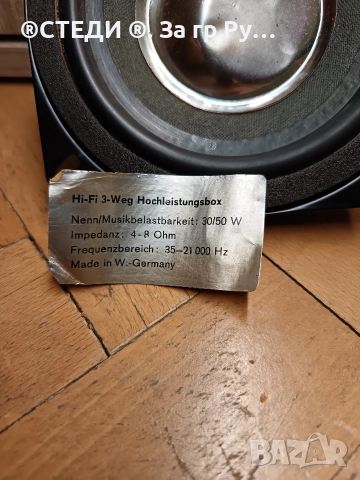 ®СТЕДИ ®. За гр Ру...
Hi-Fi 3-Weg Hochleistungsbox
Nenn/Musikbelastbarkeit: 30/50 W
Impedanz: 4-8 Ohm
Frequenzbereich: 35-21 000 Hz
Made in W.-Germany
BAZAR